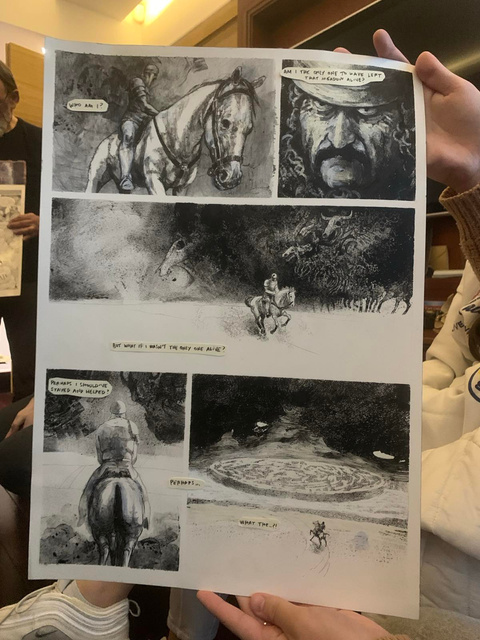 WHO AM I?
AM I THE ONLY ONE TO HAVE LEFT
THAT MEADOW ALIVE?
BUT WHAT IF I WASN'T THE ONLY ONE ALIVE?
PERHAPS I SHOULD'VE
STAYED AND HELPED?
PERHAPS...
WHAT THE..?!